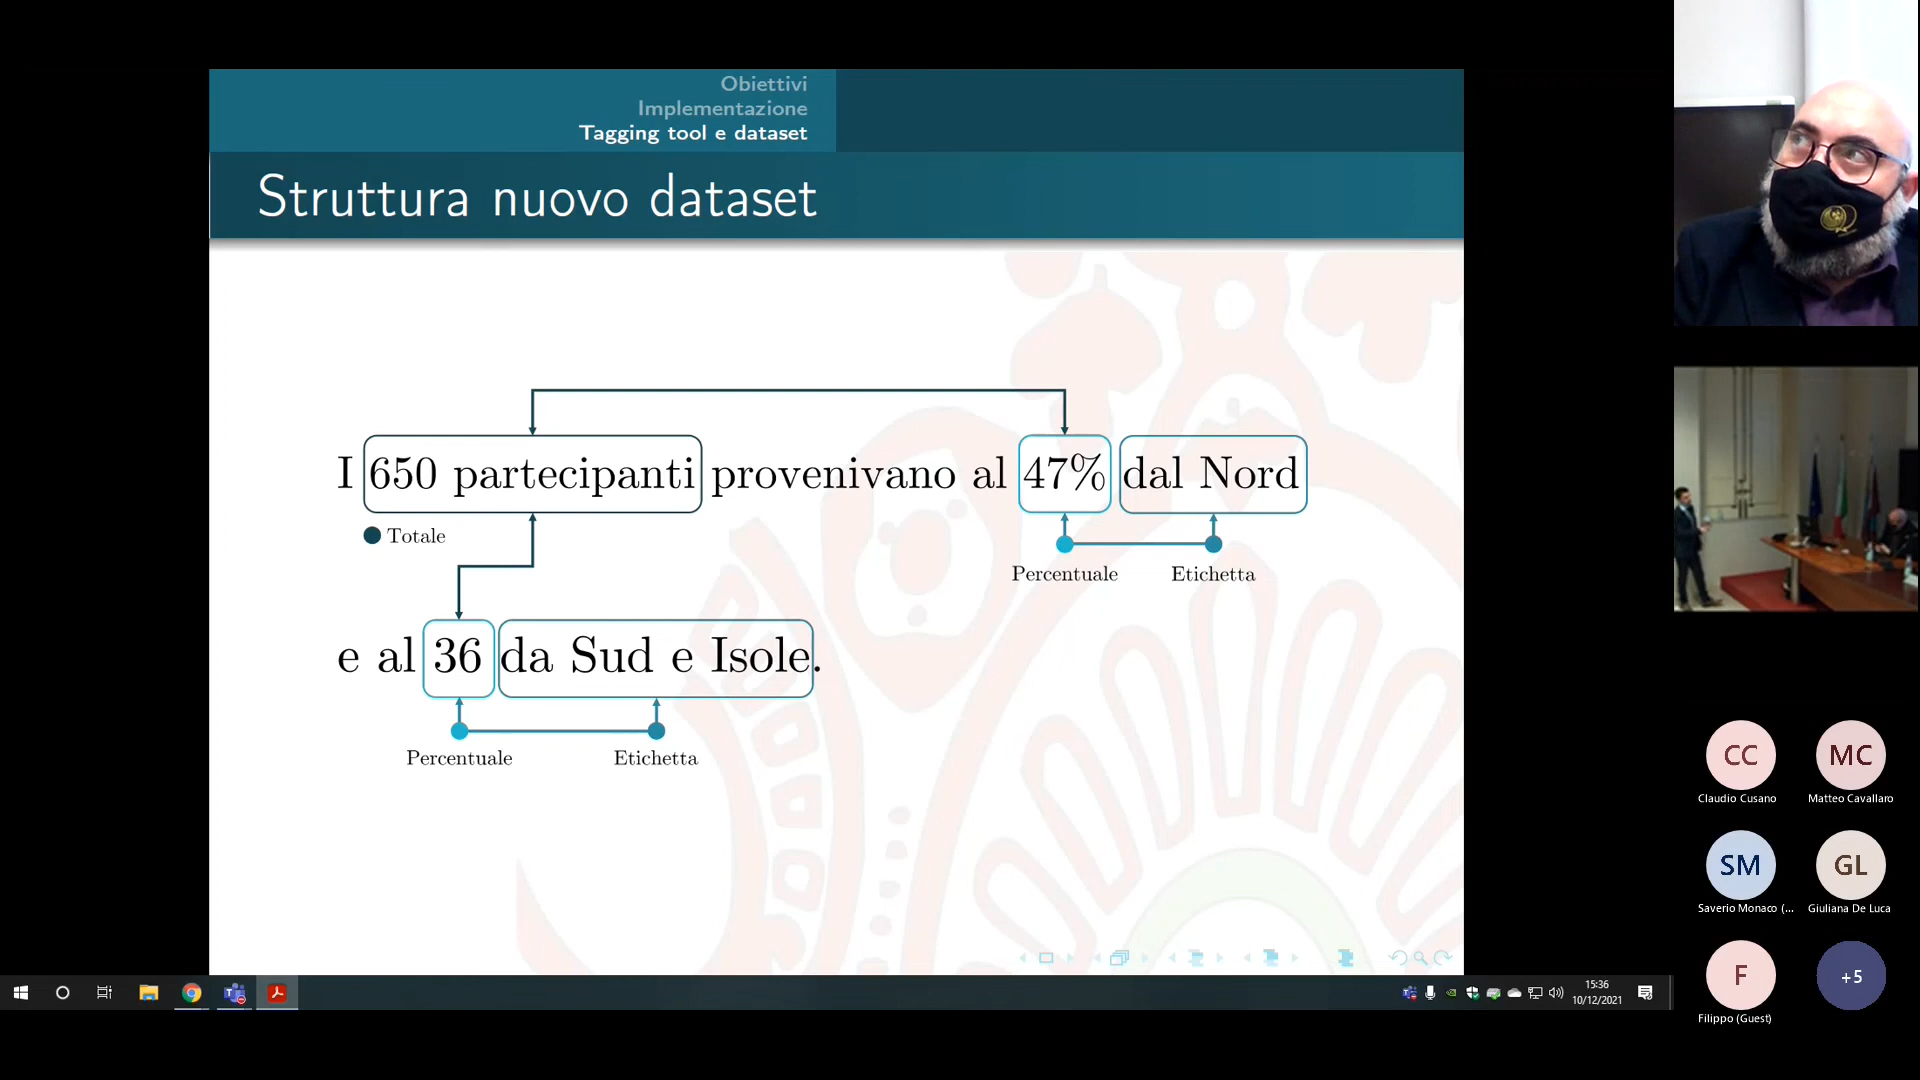 Obiettivi
Implementazione
Tagging tool e dataset
Struttura nuovo dataset
I 650 partecipanti provenivano al 47% dal Nord
Totale
Percentuale Etichetta
e al 36 da Sud e Isole.
Percentuale Etichetta
CC MC
Claudio Cusano Matteo Cavallaro
SM GL
Saverio Monaco (... Giuliana De Luca
F +5
Filippo (Guest)
15:36
10/12/2021